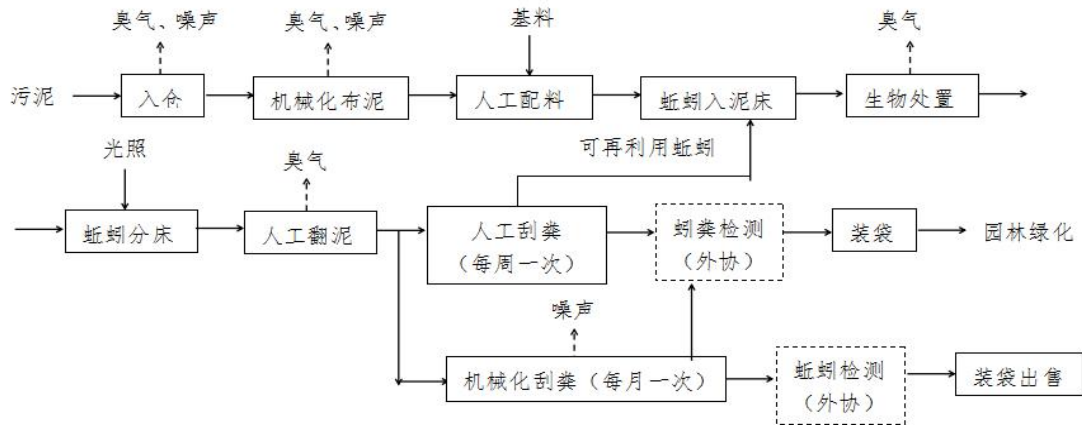 臭气、噪声
臭气、噪声
基料
臭气
污泥
入仓
机械化布泥
人工配料
蚯蚓入泥床
生物处置
光照
臭气
可再利用蚯蚓
蚯蚓分床
人工翻泥
人工刮粪
（每周一次）
蚓粪检测
（外协）
装袋
园林绿化
噪声
机械化刮粪（每月一次）
蚯蚓检测
（外协）
装袋出售